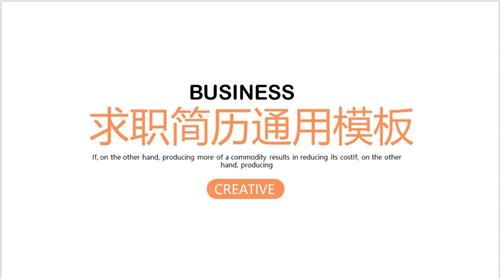 BUSINESS
求职简历通用模板
If, on the other hand, producing more of a commodity results in reducing its costIf, on the other
hand, producing
CREATIVE